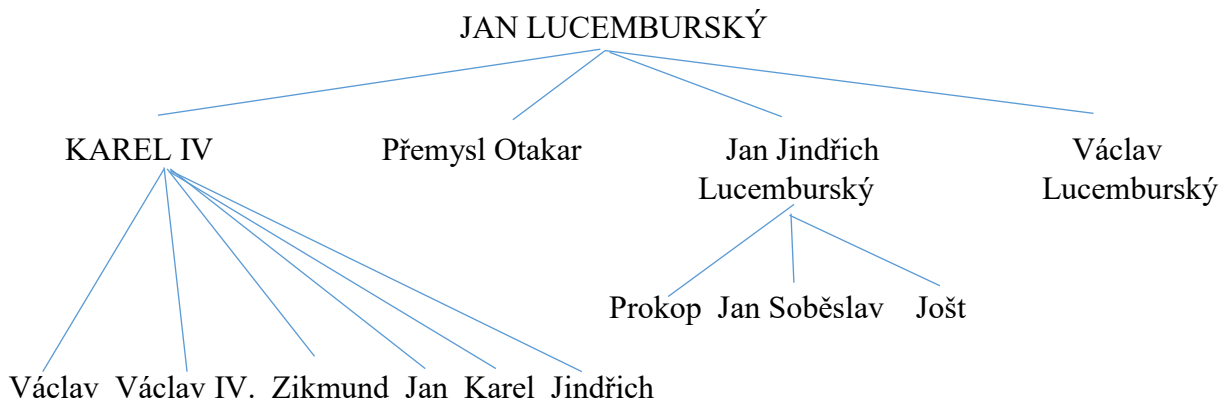 JAN LUCEMBURSKÝ
KAREL IV Přemysl Otakar Jan Jindřich Václav
Lucemburský Lucemburský
Prokop Jan Soběslav Jošt
Václav Václav IV. Zikmund Jan Karel Jindřich